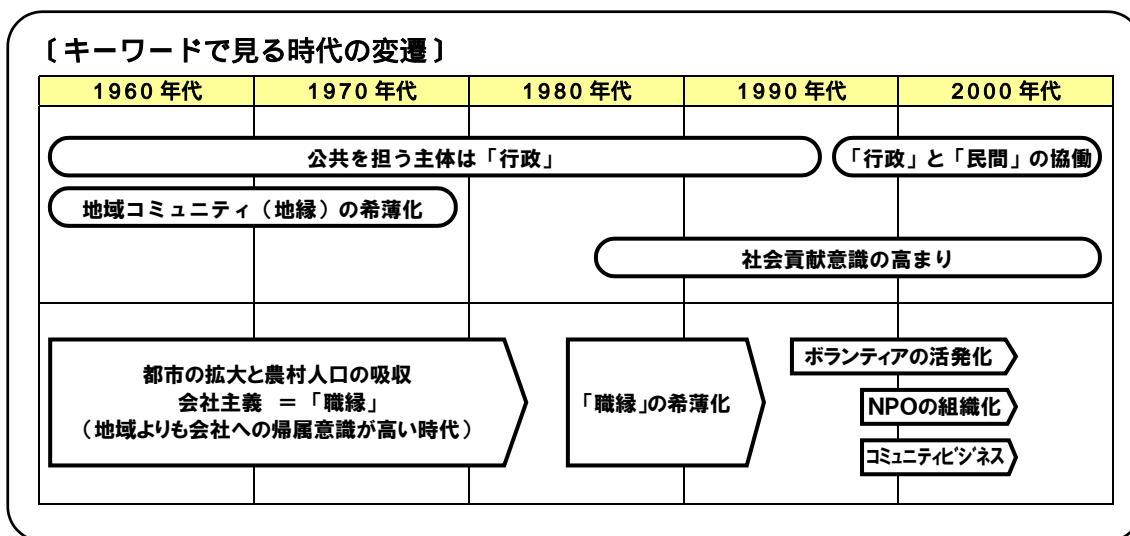 〔キーワードで見る時代の変遷〕
1960年代 1970年代 1980年代 1990年代 2000年代
公共を担う主体は「行政」 「行政」と「民間」の協働
地域コミュニティ（地縁）の希薄化
社会貢献意識の高まり
都市の拡大と農村人口の吸収
会社主義 ＝「職縁」
（地域よりも会社への帰属意識が高い時代）
「職縁」の希薄化
ボランティアの活発化
NPOの組織化
コミュニティビジネス